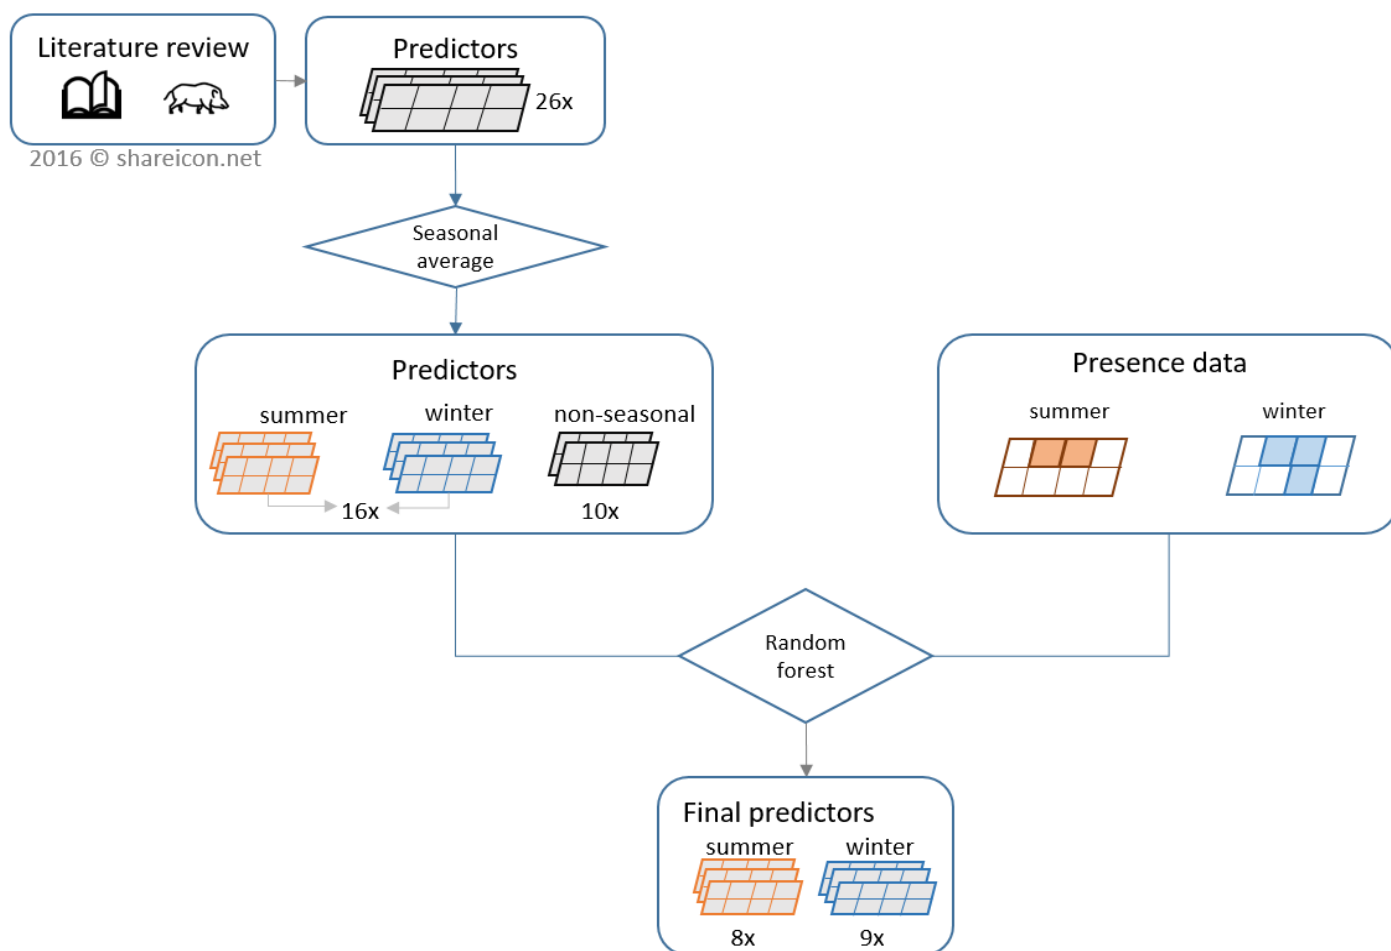 Literature review
2016 © shareicon.net
Predictors
26x
Seasonal
average
Predictors
summer
winter
non-seasonal
16x
10x
Presence data
summer
winter
Random
forest
Final predictors
summer
winter
8x
9x